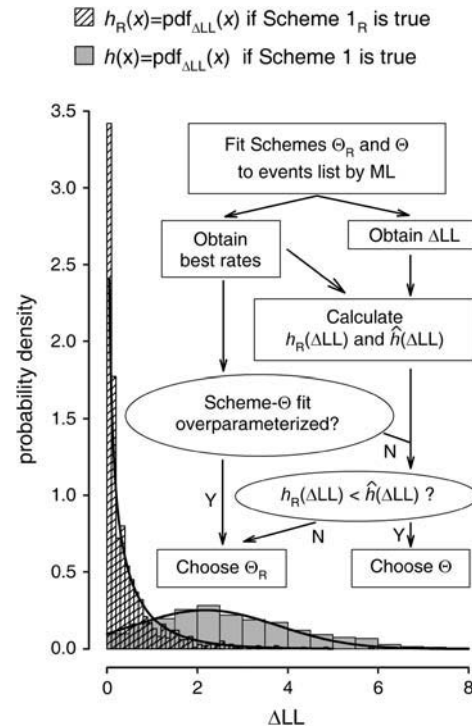 h_R(x)=pdf_ΔLL(x) if Scheme 1_R is true
h(x)=pdf_ΔLL(x) if Scheme 1 is true
3.5
3.0
2.5
2.0
1.5
1.0
0.5
0.0
probability density
Fit Schemes Θ_R and Θ
to events list by ML
Obtain
best rates
Obtain ΔLL
Calculate
h_R(ΔLL) and ĥ(ΔLL)
Scheme-Θ fit
overparameterized?
N
Y
h_R(ΔLL) < ĥ(ΔLL) ?
N
Y
Choose Θ_R
Choose Θ
0
2
4
6
8
ΔLL